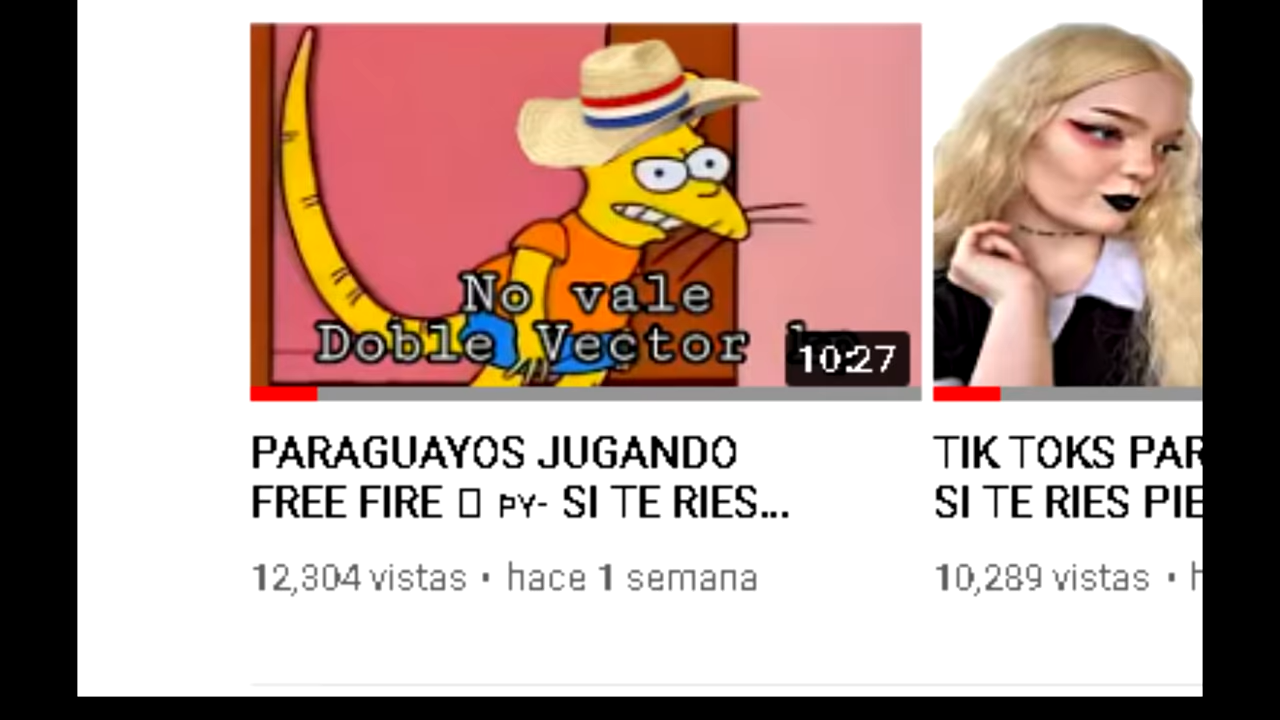 No vale
Doble Vector
10:27
PARAGUAYOS JUGANDO
FREE FIRE PY- SI TE RIES...
12,304 vistas • hace 1 semana
TIK TOKS PAR
SI TE RIES PIE
10,289 vistas • h